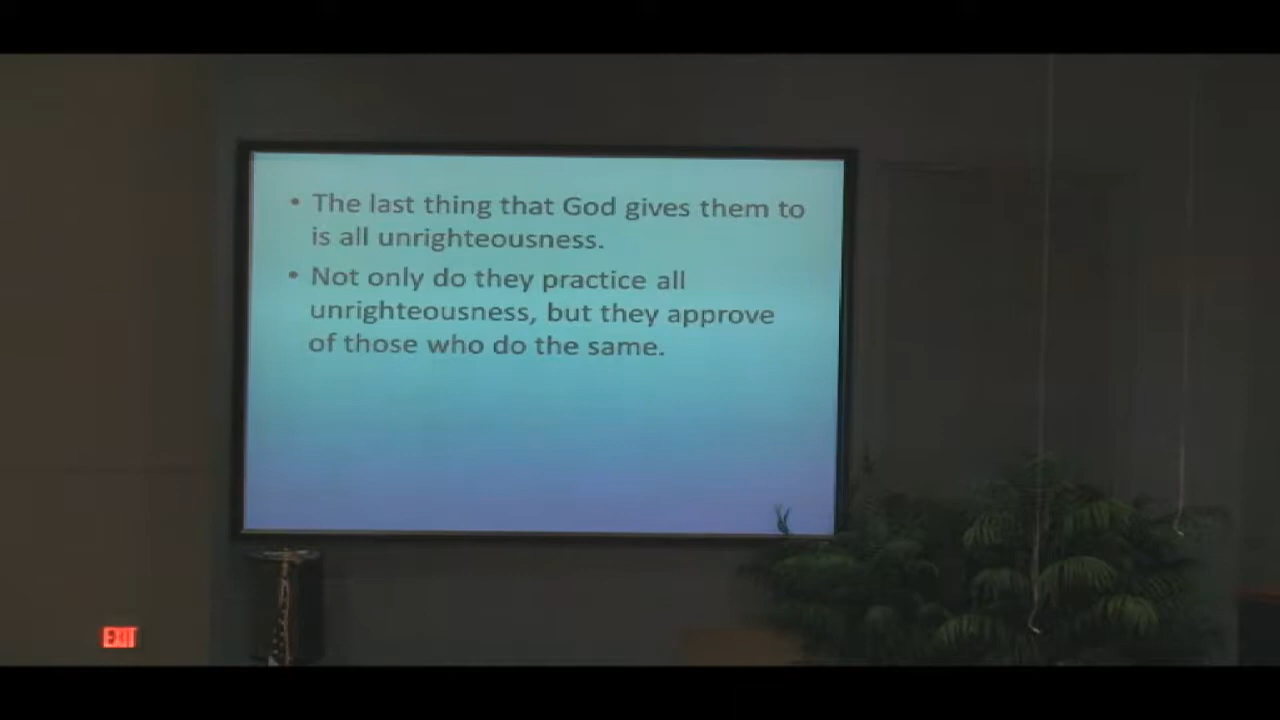 • The last thing that God gives them to
is all unrighteousness.
• Not only do they practice all
unrighteousness, but they approve
of those who do the same.
EXIT